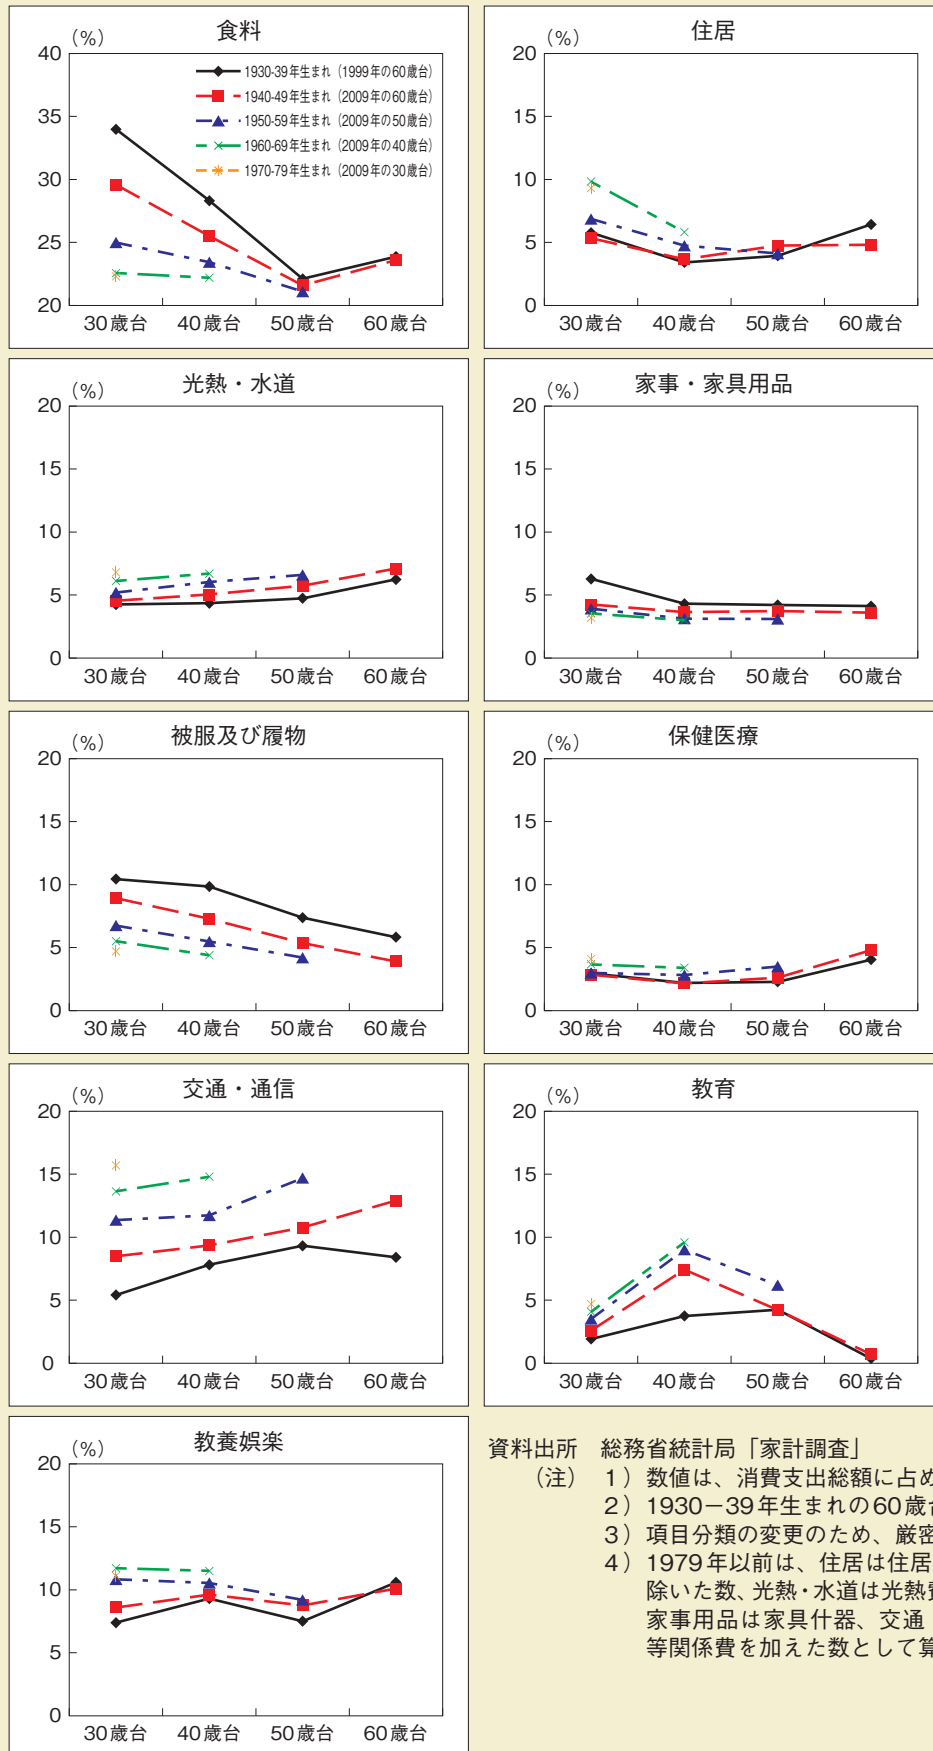 食料
(%)
40
35
30
25
20
1930-39年生まれ(1999年の60歳台)
1940-49年生まれ(2009年の60歳台)
1950-59年生まれ(2009年の50歳台)
1960-69年生まれ(2009年の40歳台)
1970-79年生まれ(2009年の30歳台)
30歳台 40歳台 50歳台 60歳台
住居
(%)
20
15
10
5
0
30歳台 40歳台 50歳台 60歳台
光熱・水道
(%)
20
15
10
5
0
30歳台 40歳台 50歳台 60歳台
家事・家具用品
(%)
20
15
10
5
0
30歳台 40歳台 50歳台 60歳台
被服及び履物
(%)
20
15
10
5
0
30歳台 40歳台 50歳台 60歳台
保健医療
(%)
20
15
10
5
0
30歳台 40歳台 50歳台 60歳台
交通・通信
(%)
20
15
10
5
0
30歳台 40歳台 50歳台 60歳台
教育
(%)
20
15
10
5
0
30歳台 40歳台 50歳台 60歳台
教養娯楽
(%)
20
15
10
5
0
30歳台 40歳台 50歳台 60歳台
資料出所 総務省統計局「家計調査」
(注) 1)数値は、消費支出総額に占め
2)1930−39年生まれの60歳台
3)項目分類の変更のため、厳密
4)1979年以前は、住居は住居
除いた数、光熱・水道は光熱費
家事用品は家具什器、交通
等関係費を加えた数として算